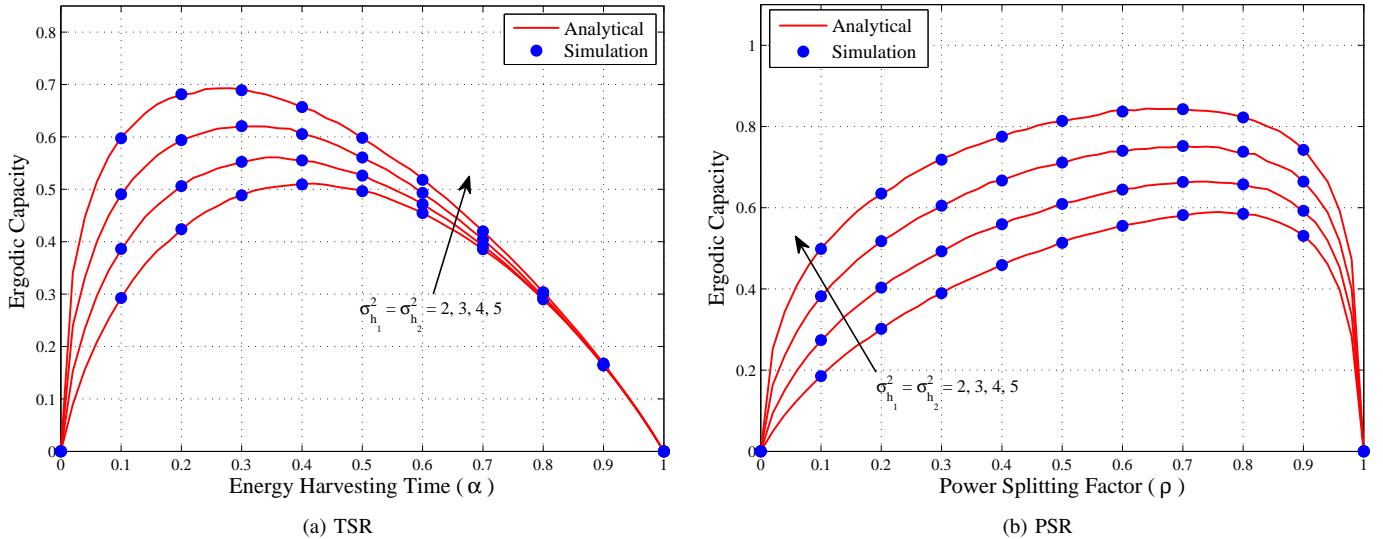 Analytical
Simulation
0.8
0.7
0.6
0.5
0.4
0.3
0.2
0.1
0
Ergodic Capacity
σ²h₁ = σ²h₂ = 2, 3, 4, 5
0 0.1 0.2 0.3 0.4 0.5 0.6 0.7 0.8 0.9 1
Energy Harvesting Time ( α )
(a) TSR
Analytical
Simulation
1
0.8
0.6
0.4
0.2
0
Ergodic Capacity
σ²h₁ = σ²h₂ = 2, 3, 4, 5
0 0.1 0.2 0.3 0.4 0.5 0.6 0.7 0.8 0.9 1
Power Splitting Factor ( ρ )
(b) PSR